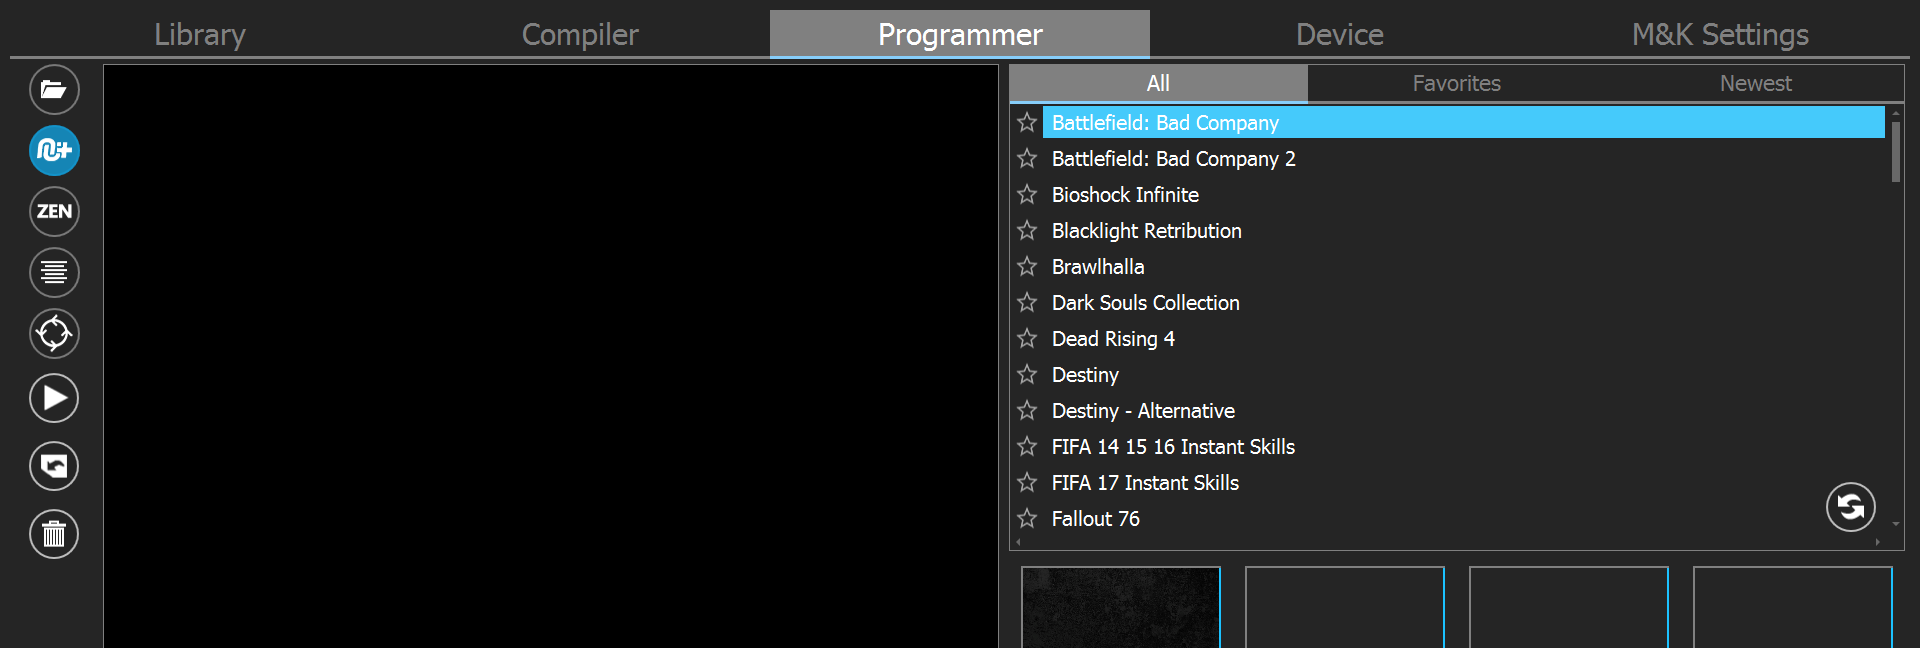 Library Compiler Programmer Device M&K Settings
All Favorites Newest
Battlefield: Bad Company
Battlefield: Bad Company 2
ZEN Bioshock Infinite
Blacklight Retribution
Brawlhalla
Dark Souls Collection
Dead Rising 4
Destiny
Destiny - Alternative
FIFA 14 15 16 Instant Skills
FIFA 17 Instant Skills
Fallout 76